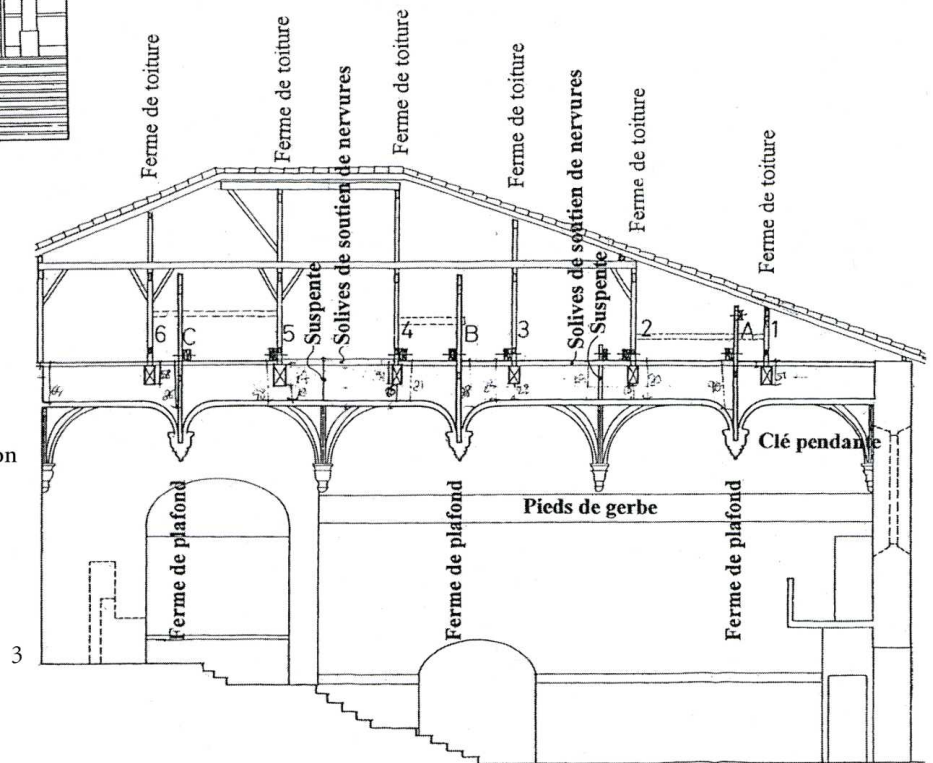 Ferme de toiture
Ferme de toiture
Ferme de toiture
Ferme de toiture
Ferme de toiture
Ferme de toiture
Solives de soutien de nervures
Solives de soutien de nervures
Suspente
Suspente
6
C
5
4
B
3
2
A
1
Clé pendante
on
Pieds de gerbe
Ferme de plafond
Ferme de plafond
Ferme de plafond
3